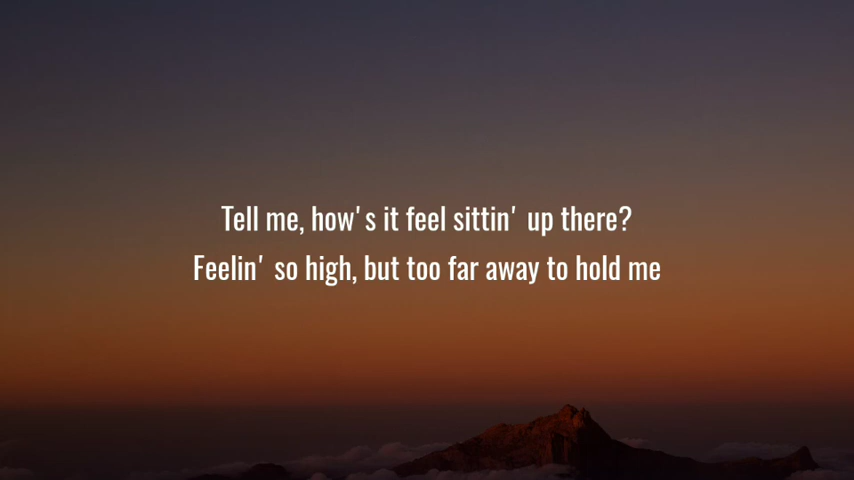 Tell me, how's it feel sittin' up there?
Feelin' so high, but too far away to hold me